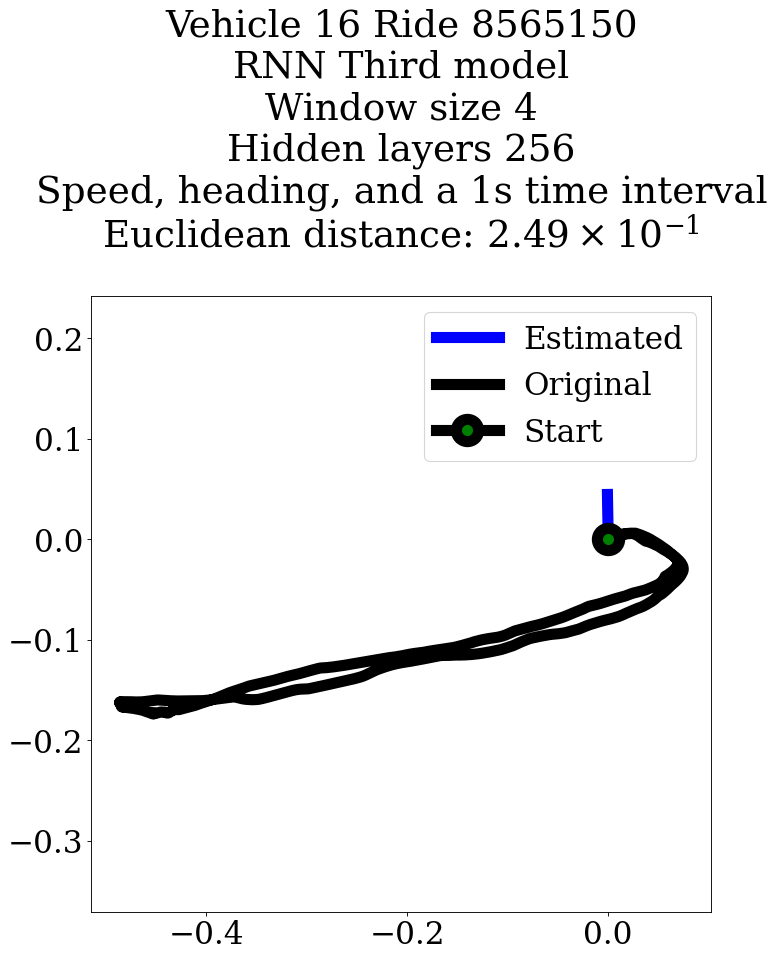 Vehicle 16 Ride 8565150
RNN Third model
Window size 4
Hidden layers 256
Speed, heading, and a 1s time interval
Euclidean distance: 2.49 × 10⁻¹
Estimated
Original
Start
0.2
0.1
0.0
−0.1
−0.2
−0.3
−0.4
−0.2
0.0